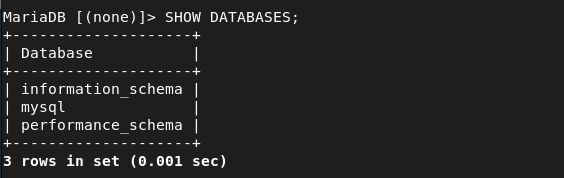 MariaDB [(none)]> SHOW DATABASES;
+--------------------+
| Database           |
+--------------------+
| information_schema |
| mysql              |
| performance_schema |
+--------------------+
3 rows in set (0.001 sec)